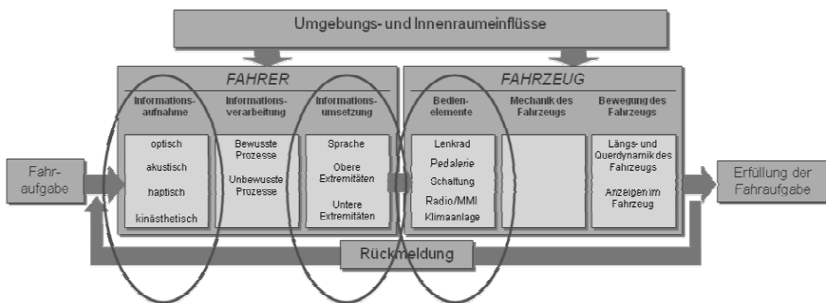 Umgebungs- und Innenraumeinflüsse
FAHRER
Informations-
aufnahme
optisch
akustisch
haptisch
kinästhetisch
Informations-
verarbeitung
Bewusste
Prozesse
Unbewusste
Prozesse
Informations-
umsetzung
Sprache
Obere
Extremitäten
Untere
Extremitäten
FAHRZEUG
Bedien-
elemente
Lenkrad
Pedalerie
Schaltung
Radio/MMI
Klimaanlage
Mechanik des
Fahrzeugs
Bewegung des
Fahrzeugs
Längs- und
Querdynamik des
Fahrzeugs
Anzeigen im
Fahrzeug
Fahr-
aufgabe
Erfüllung der
Fahraufgabe
Rückmeldung